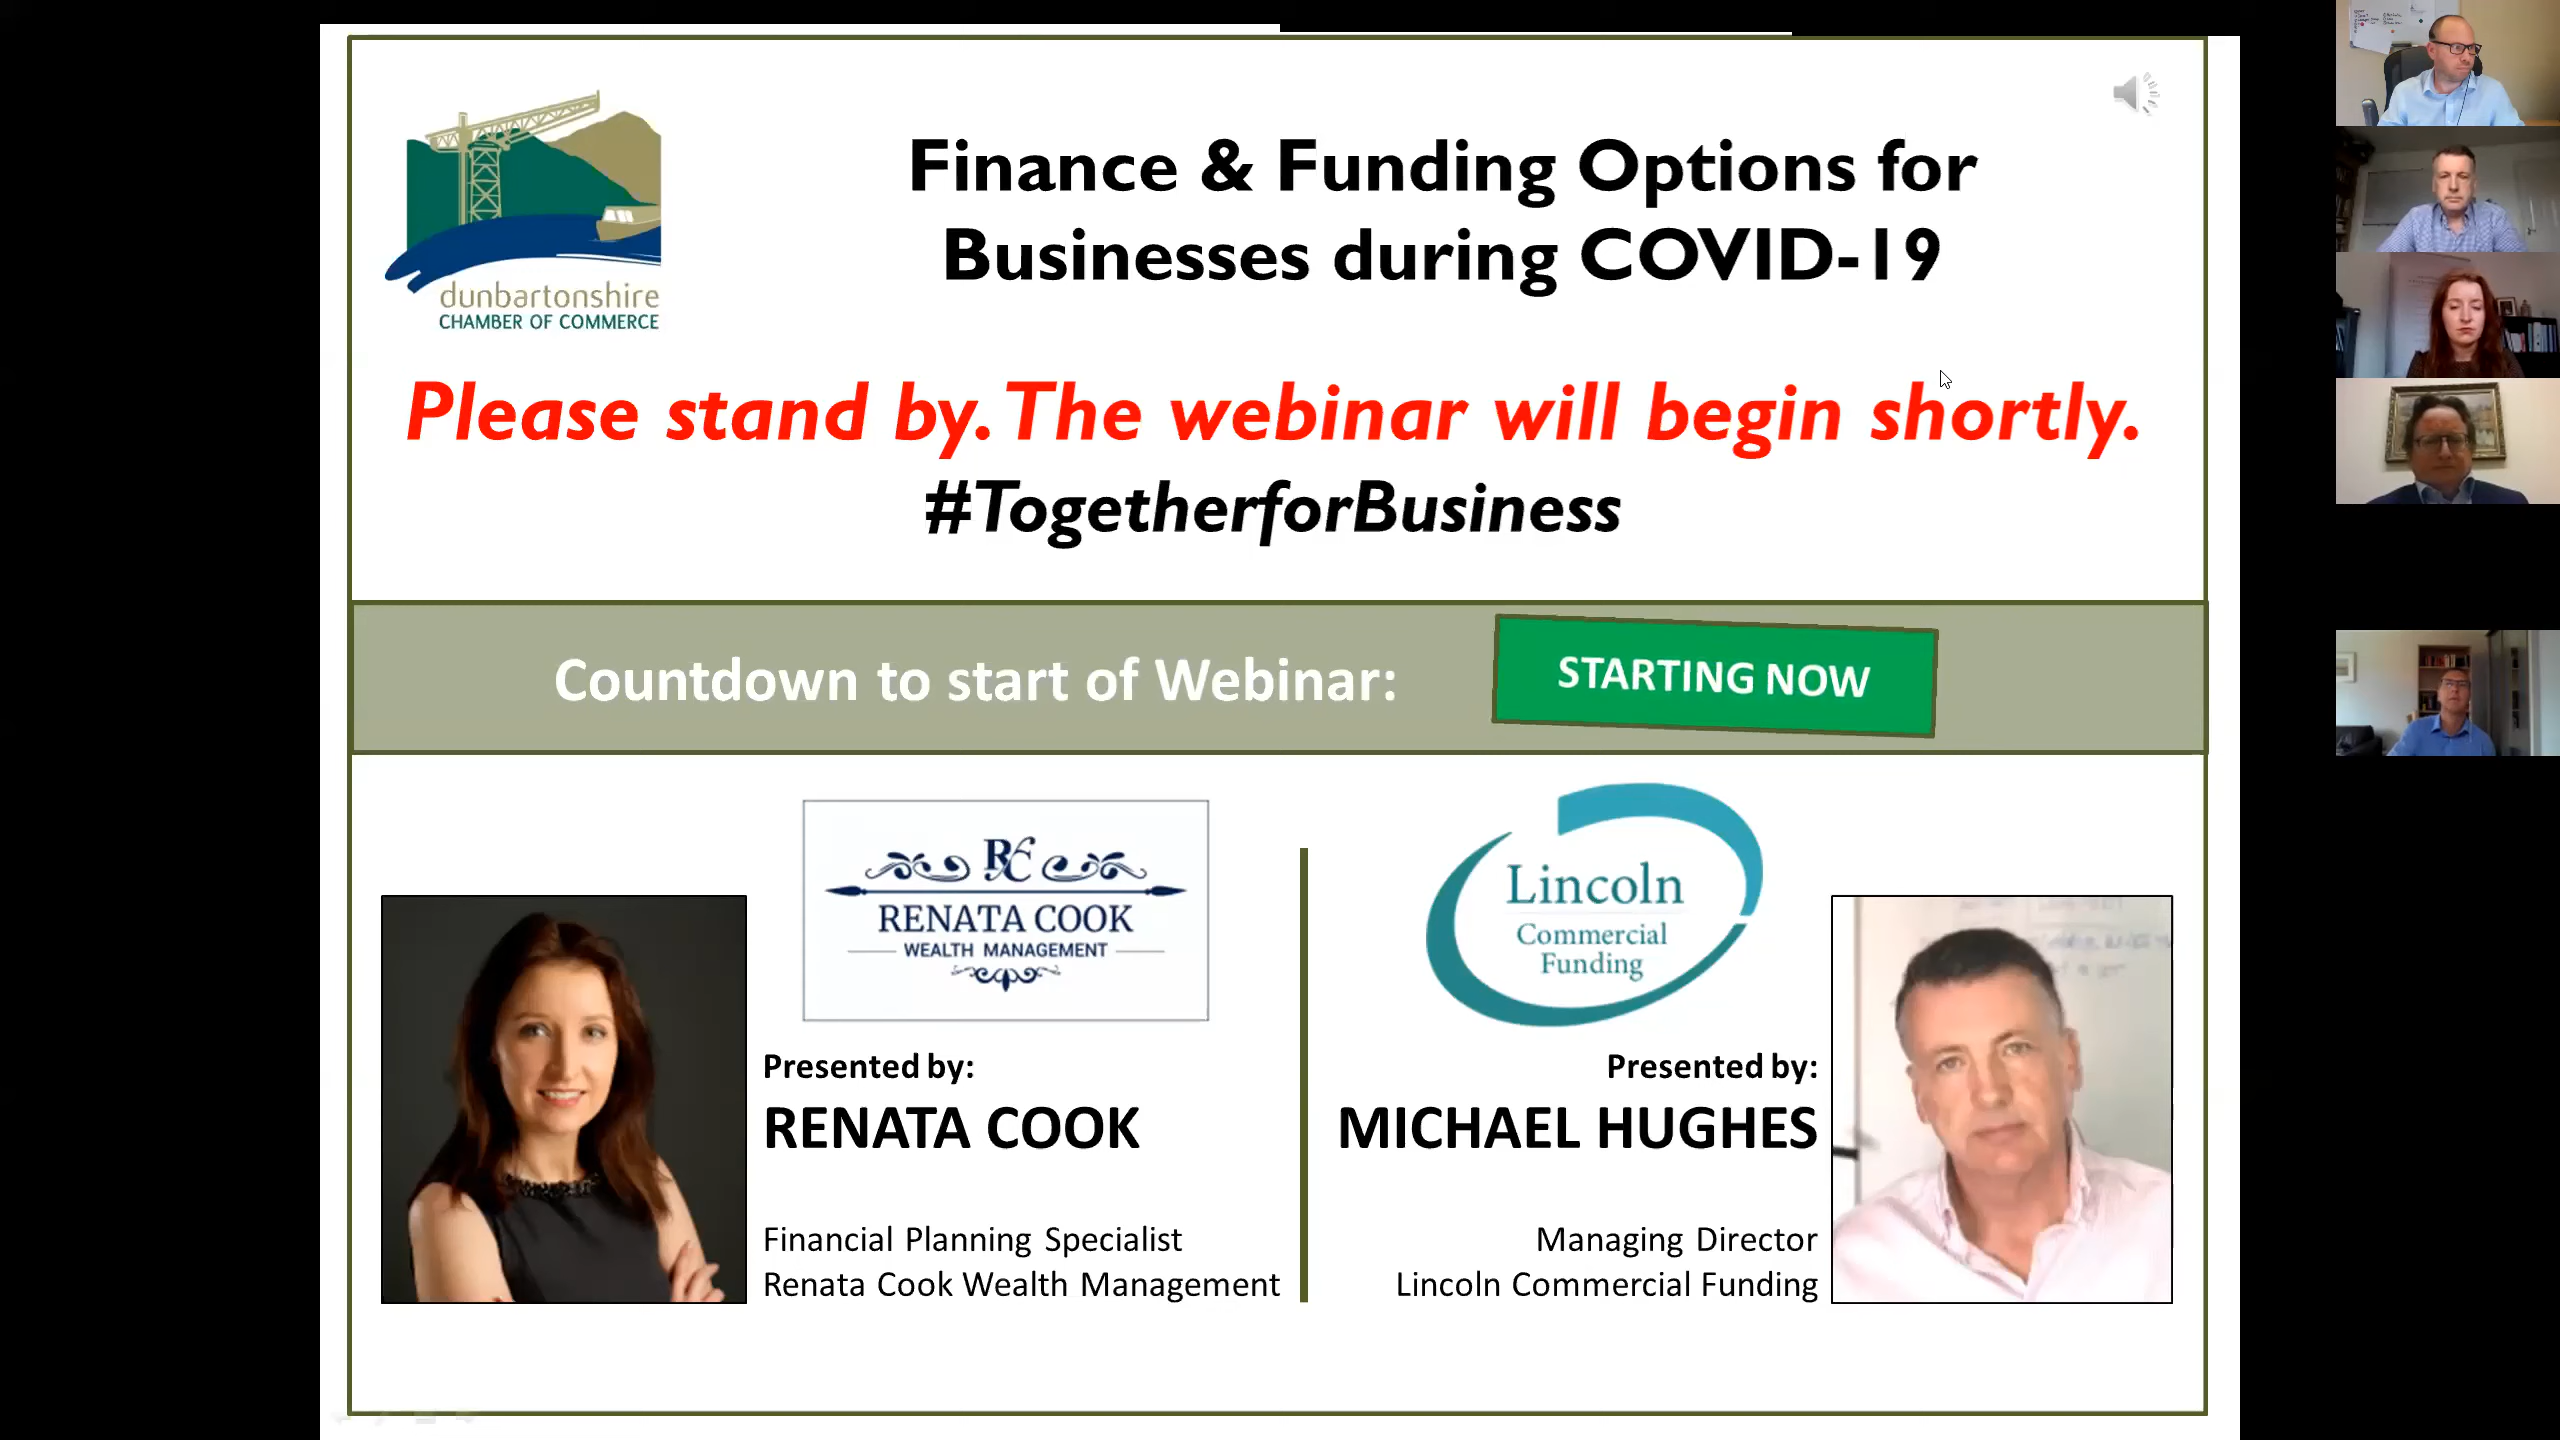 Finance & Funding Options for
Businesses during COVID-19
dunbartonshire
CHAMBER OF COMMERCE
Please stand by. The webinar will begin shortly.
#TogetherforBusiness
Countdown to start of Webinar:
STARTING NOW
RC
RENATA COOK
WEALTH MANAGEMENT
Presented by:
RENATA COOK
Financial Planning Specialist
Renata Cook Wealth Management
Lincoln
Commercial
Funding
Presented by:
MICHAEL HUGHES
Managing Director
Lincoln Commercial Funding